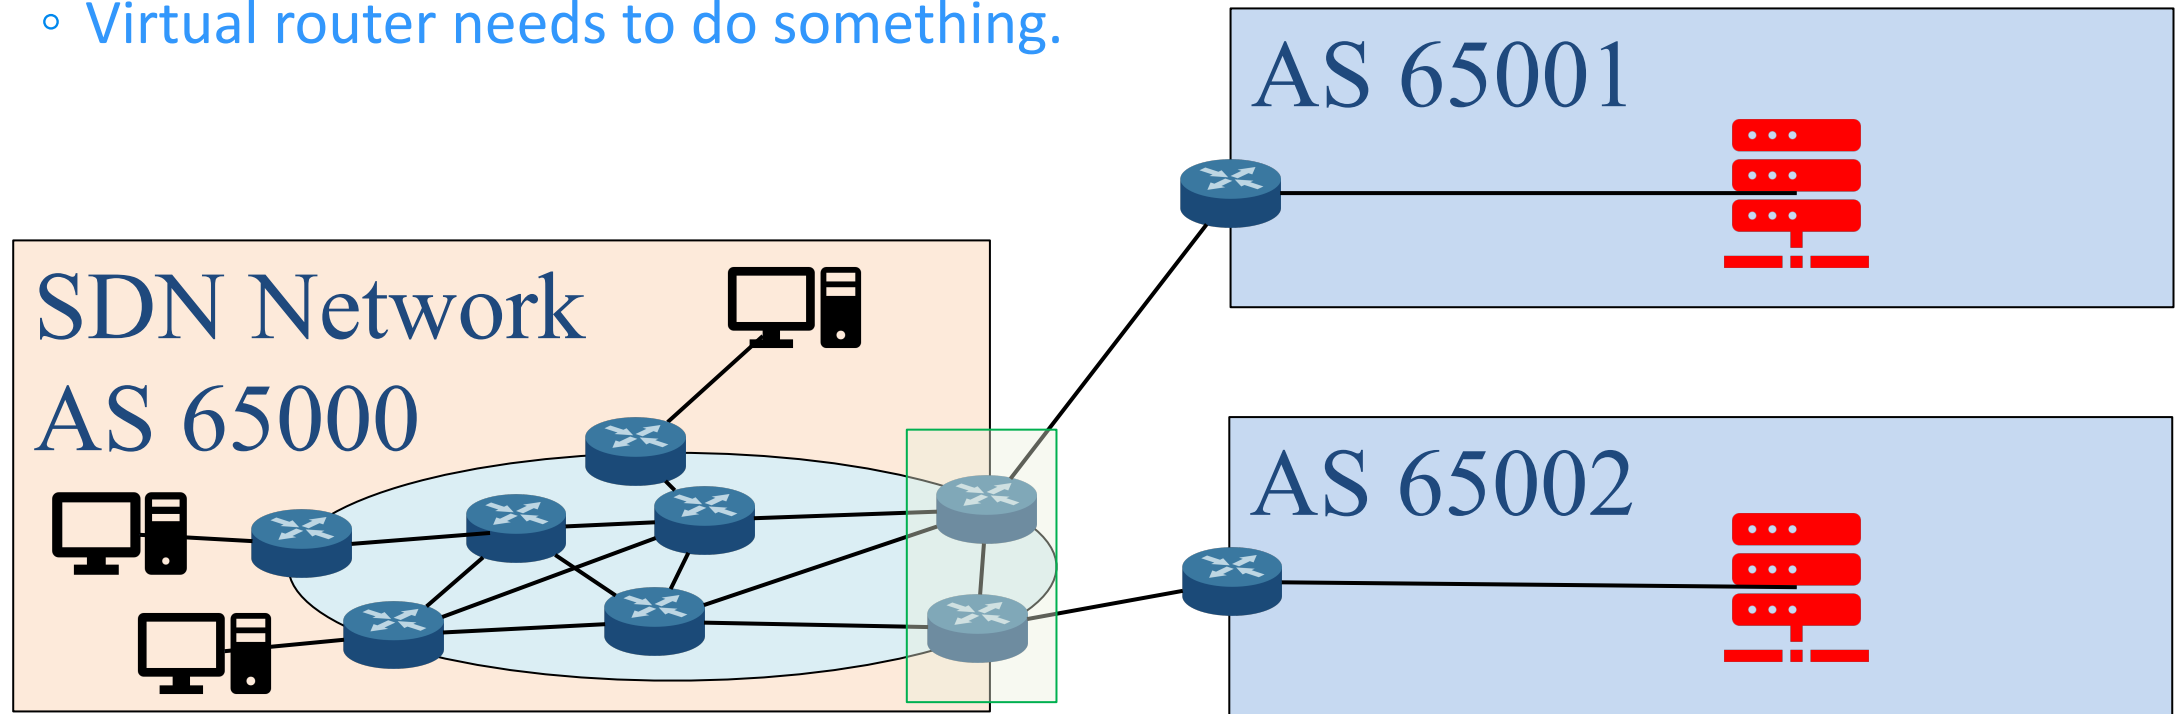 ◦ Virtual router needs to do something.
AS 65001
SDN Network
AS 65000
AS 65002